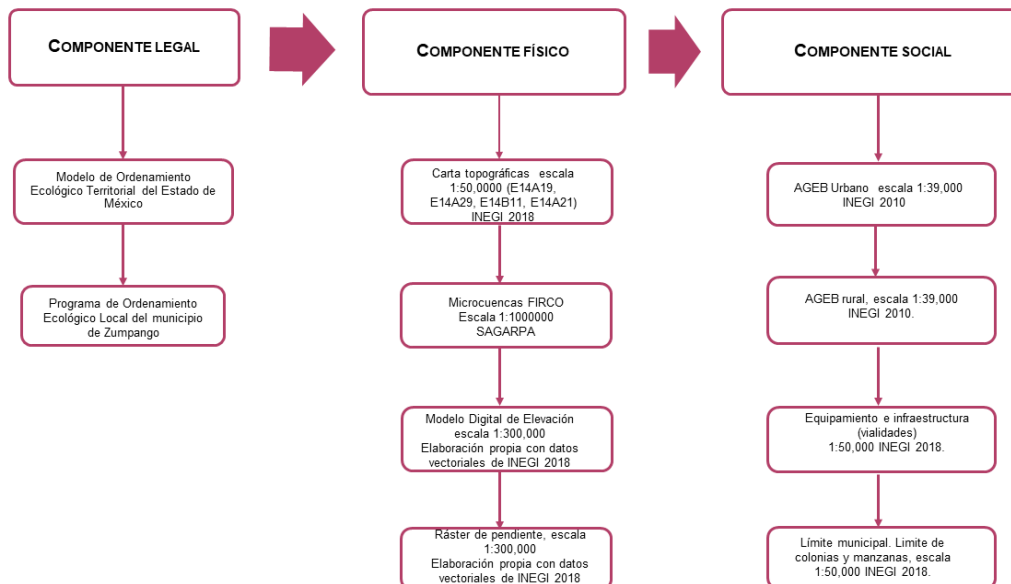 COMPONENTE LEGAL
Modelo de Ordenamiento
Ecológico Territorial del Estado de
México
Programa de Ordenamiento
Ecológico Local del municipio
de Zumpango
COMPONENTE FÍSICO
Carta topográficas escala
1:50,0000 (E14A19,
E14A29, E14B11, E14A21)
INEGI 2018
Microcuencas FIRCO
Escala 1:1000000
SAGARPA
Modelo Digital de Elevación
escala 1:300,000
Elaboración propia con datos
vectoriales de INEGI 2018
Ráster de pendiente, escala
1:300,000
Elaboración propia con datos
vectoriales de INEGI 2018
COMPONENTE SOCIAL
AGEB Urbano escala 1:39,000
INEGI 2010
AGEB rural, escala 1:39,000
INEGI 2010.
Equipamiento e infraestructura
(vialidades)
1:50,000 INEGI 2018.
Límite municipal. Limite de
colonias y manzanas, escala
1:50,000 INEGI 2018.